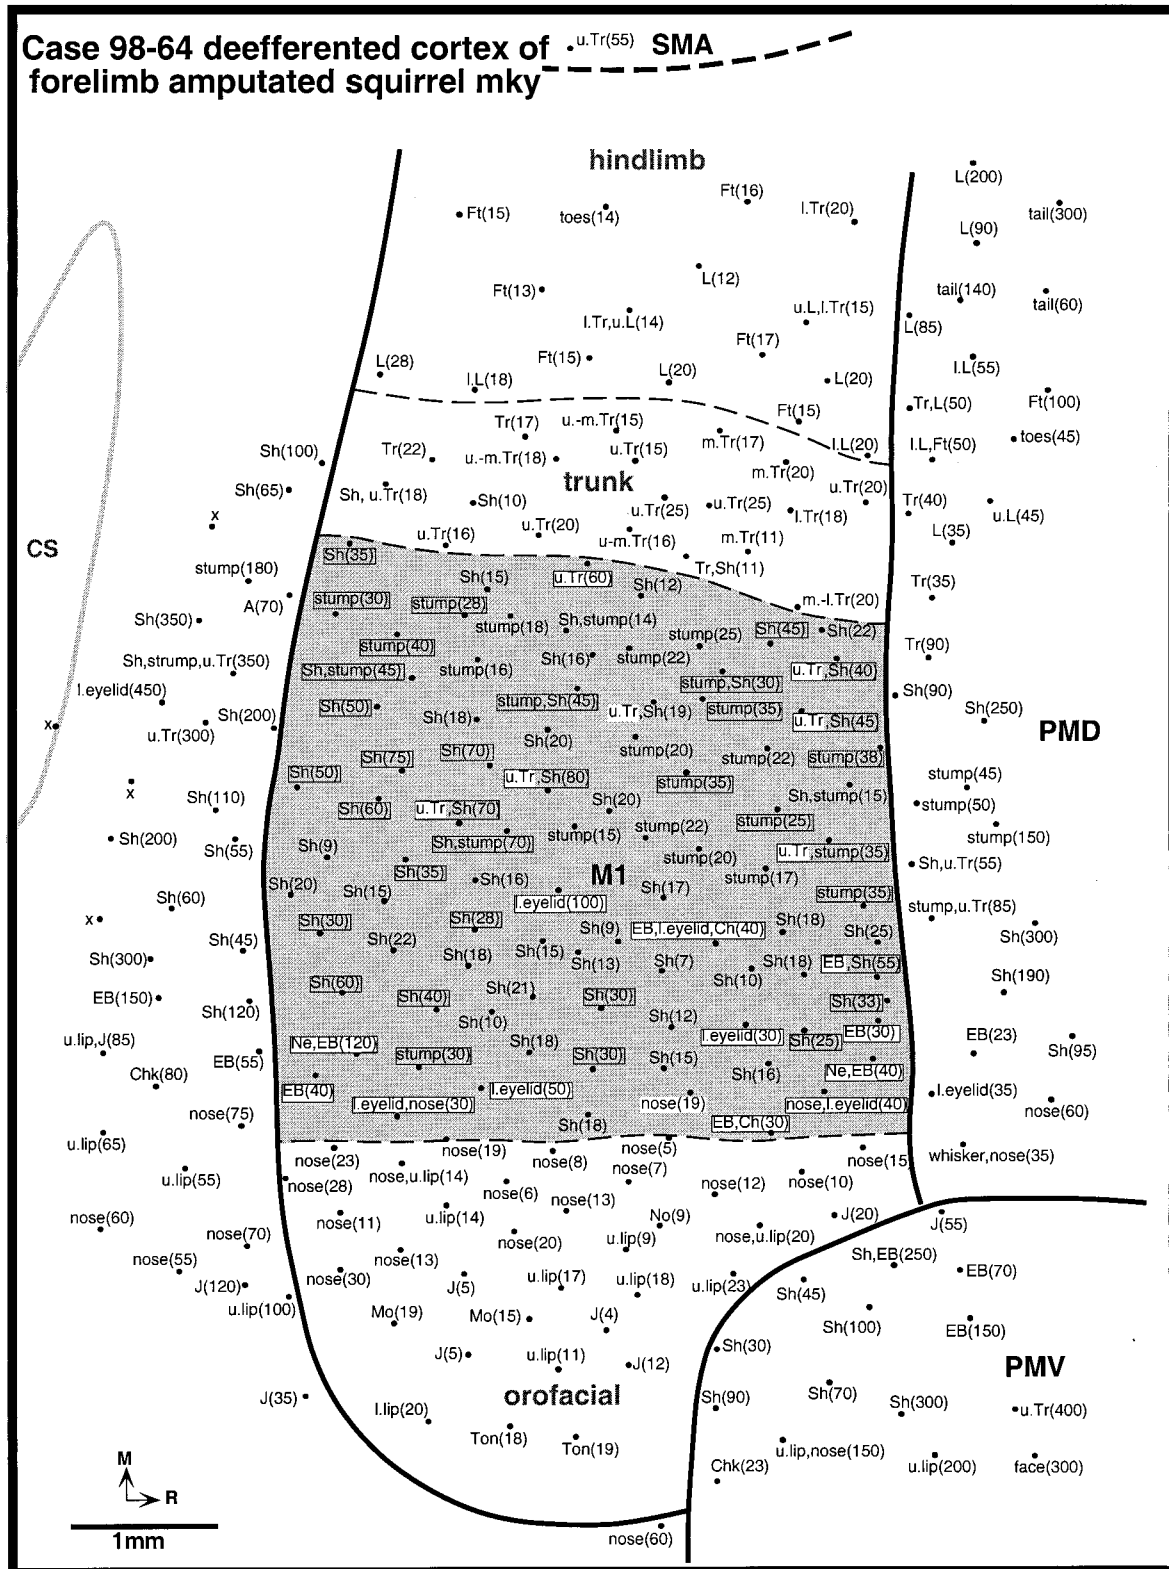 Case 98-64 deefferented cortex of
forelimb amputated squirrel mky
u.Tr(55)
SMA
hindlimb
L(200)
Ft(16)
Ft(15)
toes(14)
l.Tr(20)
tail(300)
L(90)
L(12)
Ft(13)
tail(140)
tail(60)
l.Tr,u.L(14)
u.L,l.Tr(15)
L(85)
Ft(17)
L(28)
Ft(15)
l.L(18)
L(20)
L(20)
l.L(55)
Tr,L(50)
Ft(100)
Ft(15)
Tr(17)
u.-m.Tr(15)
m.Tr(17)
l.L(20)
l.L,Ft(50)
toes(45)
Sh(100)
Tr(22)
u.-m.Tr(18)
u.Tr(15)
m.Tr(20)
trunk
Sh(65)
Sh, u.Tr(18)
Sh(10)
u.Tr(25)
u.Tr(25)
u.Tr(20)
l.Tr(18)
Tr(40)
u.L(45)
x
u.Tr(16)
u.Tr(20)
u-m.Tr(16)
m.Tr(11)
L(35)
CS
Sh(35)
Tr,Sh(11)
stump(180)
Sh(15)
u.Tr(60)
Sh(12)
Tr(35)
A(70)
stump(30)
stump(28)
m.-l.Tr(20)
Sh(350)
stump(18)
Sh,stump(14)
stump(25)
Sh(45)
Sh(22)
stump(40)
Sh,strump,u.Tr(350)
Sh,stump(45)
stump(16)
Sh(16)
stump(22)
u.Tr,Sh(40)
Tr(90)
stump,Sh(30)
l.eyelid(450)
Sh(50)
stump,Sh(45)
u.Tr,Sh(19)
stump(35)
u.Tr,Sh(45)
Sh(90)
Sh(250)
x
u.Tr(300)
Sh(200)
Sh(18)
Sh(20)
stump(20)
stump(22)
stump(38)
PMD
Sh(50)
Sh(75)
Sh(70)
u.Tr,Sh(80)
stump(35)
stump(45)
x
Sh(110)
Sh(60)
u.Tr,Sh(70)
Sh(20)
Sh,stump(15)
stump(50)
stump(25)
Sh(200)
Sh(55)
Sh(9)
Sh,stump(70)
stump(15)
stump(22)
stump(150)
u.Tr,stump(35)
stump(20)
Sh(35)
Sh,u.Tr(55)
Sh(20)
Sh(15)
Sh(16)
M1
Sh(17)
stump(17)
stump(35)
l.eyelid(100)
Sh(60)
x
Sh(30)
Sh(28)
Sh(9)
EB,l.eyelid,Ch(40)
Sh(18)
stump,u.Tr(85)
Sh(300)
Sh(45)
Sh(22)
Sh(18)
Sh(15)
Sh(13)
Sh(25)
Sh(300)
Sh(7)
Sh(10)
Sh(18)
EB,Sh(55)
EB(150)
Sh(60)
Sh(21)
Sh(190)
Sh(120)
Sh(40)
Sh(10)
Sh(30)
Sh(12)
Sh(33)
u.lip,J(85)
Ne,EB(120)
Sh(18)
l.eyelid(30)
Sh(25)
EB(30)
EB(23)
Sh(95)
EB(55)
stump(30)
Sh(30)
Sh(15)
Sh(16)
Ne,EB(40)
Chk(80)
EB(40)
l.eyelid(50)
l.eyelid,nose(30)
nose(19)
nose,l.eyelid(40)
l.eyelid(35)
nose(60)
nose(75)
Sh(18)
EB,Ch(30)
u.lip(65)
nose(23)
nose(19)
nose(8)
nose(5)
nose(15)
whisker,nose(35)
u.lip(55)
nose(28)
nose,u.lip(14)
nose(6)
nose(7)
nose(12)
nose(10)
nose(60)
nose(11)
u.lip(14)
nose(13)
No(9)
J(20)
J(55)
nose(70)
nose(20)
u.lip(9)
nose,u.lip(20)
Sh,EB(250)
nose(55)
nose(30)
nose(13)
EB(70)
J(120)
J(5)
u.lip(17)
u.lip(18)
u.lip(23)
Sh(45)
u.lip(100)
Mo(19)
Mo(15)
J(4)
Sh(100)
EB(150)
J(5)
u.lip(11)
J(12)
Sh(30)
PMV
J(35)
orofacial
Sh(90)
Sh(70)
Sh(300)
u.Tr(400)
l.lip(20)
Ton(18)
Ton(19)
u.lip,nose(150)
M
Chk(23)
u.lip(200)
face(300)
R
1mm
nose(60)